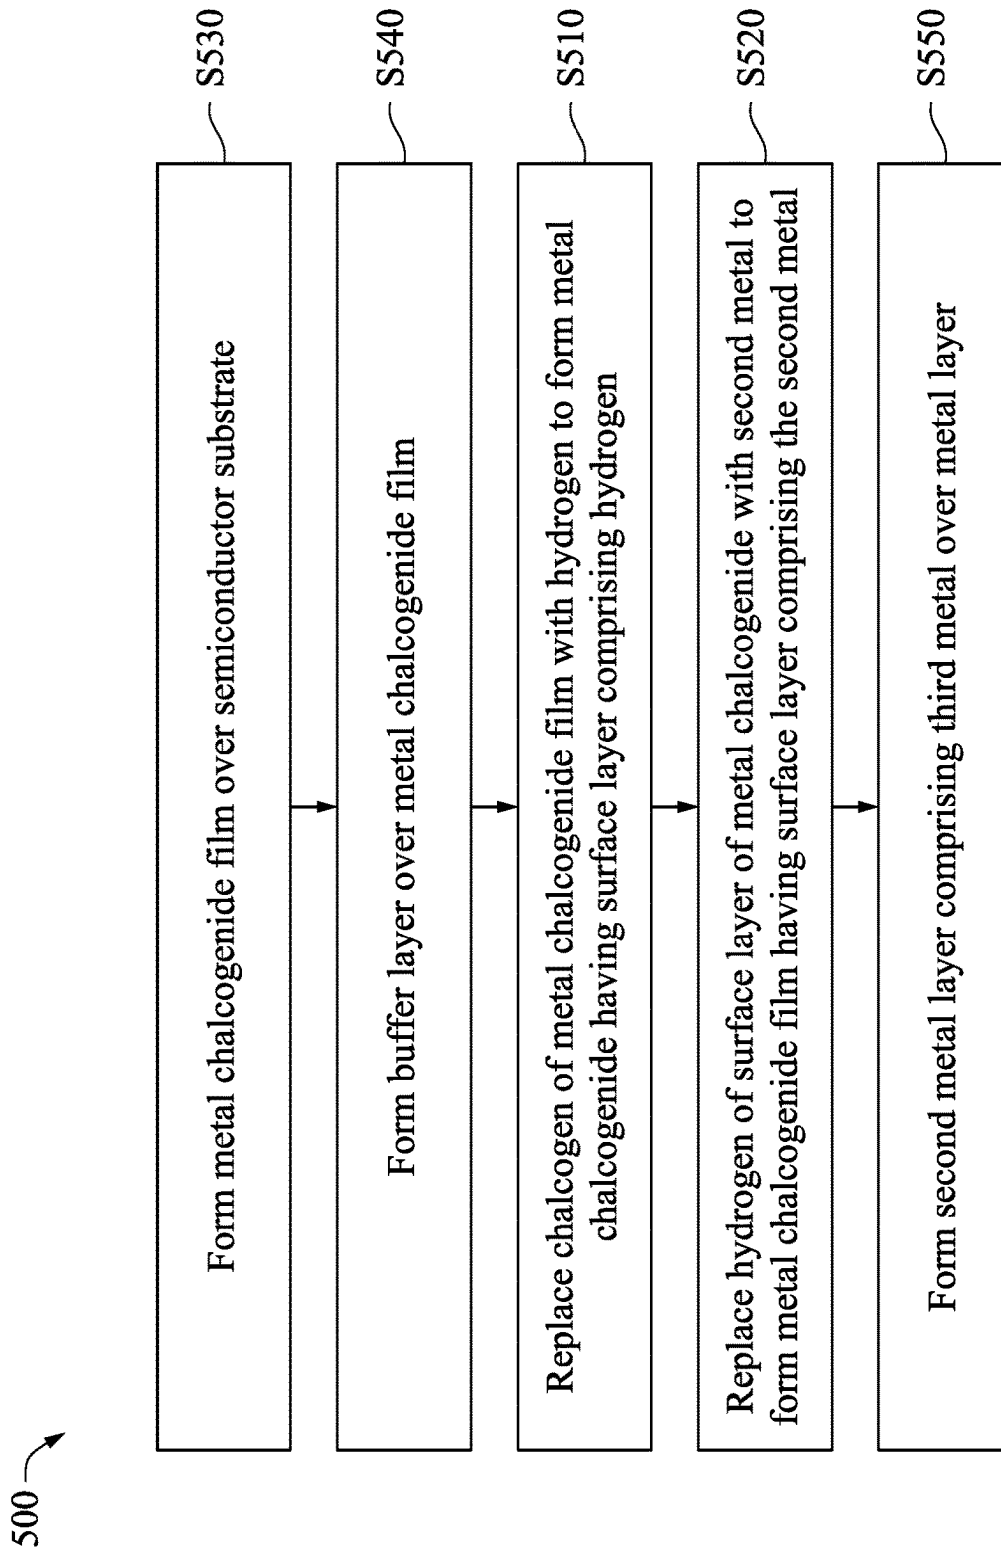 500
Form metal chalcogenide film over semiconductor substrate
S530
Form buffer layer over metal chalcogenide film
S540
Replace chalcogen of metal chalcogenide film with hydrogen to form metal
chalcogenide having surface layer comprising hydrogen
S510
Replace hydrogen of surface layer of metal chalcogenide with second metal to
form metal chalcogenide film having surface layer comprising the second metal
S520
Form second metal layer comprising third metal over metal layer
S550